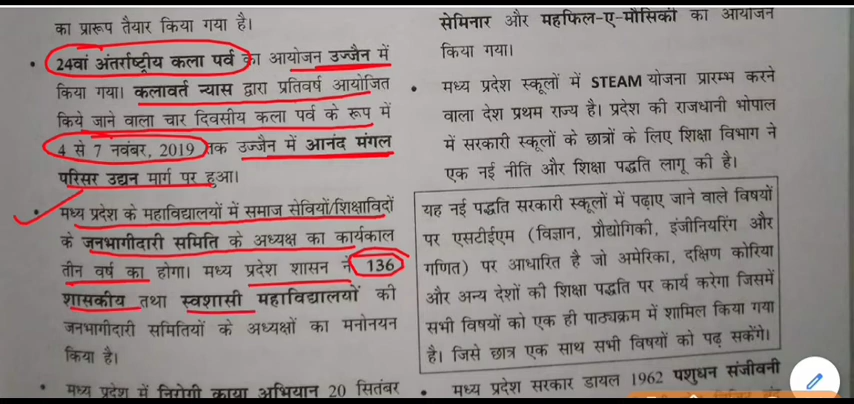 का प्रारूप तैयार किया गया है।
• 24वां अंतर्राष्ट्रीय कला पर्व का आयोजन उज्जैन में
किया गया। कलावर्त न्यास द्वारा प्रतिवर्ष आयोजित
किये जाने वाला चार दिवसीय कला पर्व के रूप में
4 से 7 नवंबर, 2019 तक उज्जैन में आनंद मंगल
परिसर उद्यन मार्ग पर हुआ।
• मध्य प्रदेश के महाविद्यालयों में समाज सेवियों/शिक्षाविदों
के जनभागीदारी समिति के अध्यक्ष का कार्यकाल
तीन वर्ष का होगा। मध्य प्रदेश शासन ने 136
शासकीय तथा स्वशासी महाविद्यालयों की
जनभागीदारी समितियों के अध्यक्षों का मनोनयन
किया है।
• मध्य प्रदेश में निरोगी काया अभियान 20 सितंबर
सेमिनार और महफिल-ए-मौसिकी का आयोजन
किया गया।
• मध्य प्रदेश स्कूलों में STEAM योजना प्रारम्भ करने
वाला देश प्रथम राज्य है। प्रदेश की राजधानी भोपाल
में सरकारी स्कूलों के छात्रों के लिए शिक्षा विभाग ने
एक नई नीति और शिक्षा पद्धति लागू की है।
यह नई पद्धति सरकारी स्कूलों में पढ़ाए जाने वाले विषयों
पर एसटीईएम (विज्ञान, प्रौद्योगिकी, इंजीनियरिंग और
गणित) पर आधारित है जो अमेरिका, दक्षिण कोरिया
और अन्य देशों की शिक्षा पद्धति पर कार्य करेगा जिसमें
सभी विषयों को एक ही पाठ्यक्रम में शामिल किया गया
है। जिसे छात्र एक साथ सभी विषयों को पढ़ सकेंगे।
• मध्य प्रदेश सरकार डायल 1962 पशुधन संजीवनी